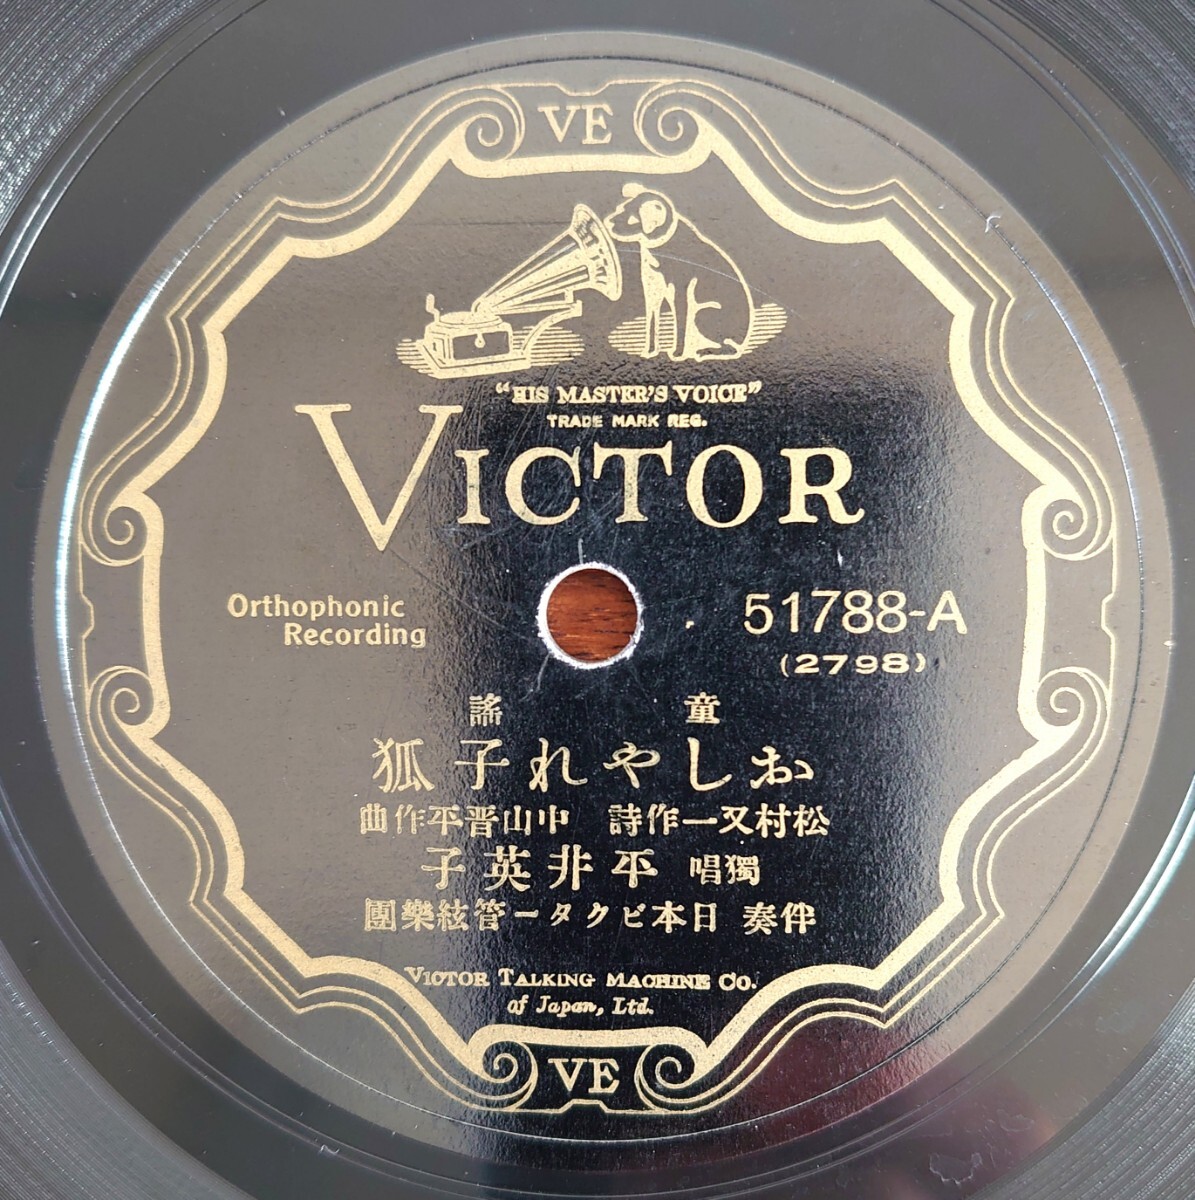 VE
"HIS MASTER'S VOICE"
TRADE MARK REG.
VICTOR
Orthophonic
Recording
51788-A
(2798)
童謠
おしやれ子狐
松村又一作詩 中山晋平作曲
獨唱 平井英子
伴奏 日本ビクター管絃樂團
VICTOR TALKING MACHINE CO.
of Japan, Ltd.
VE